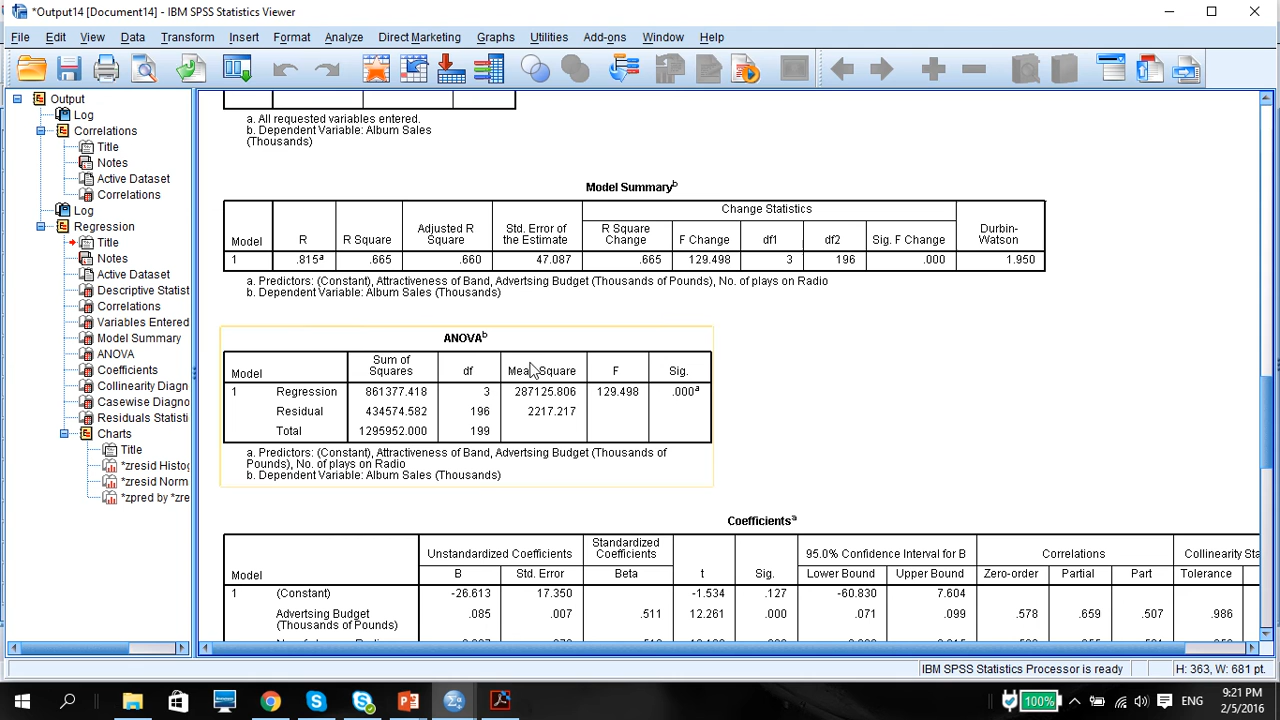 *Output14 [Document14] - IBM SPSS Statistics Viewer
File Edit View Data Transform Insert Format Analyze Direct Marketing Graphs Utilities Add-ons Window Help
Output
Log
Correlations
Title
Notes
Active Dataset
Correlations
Log
Regression
Title
Notes
Active Dataset
Descriptive Statist
Correlations
Variables Entered
Model Summary
ANOVA
Coefficients
Collinearity Diagn
Casewise Diagno
Residuals Statisti
Charts
Title
*zresid Histog
*zresid Norm
*zpred by *zre
a. All requested variables entered.
b. Dependent Variable: Album Sales
(Thousands)
Model Summaryb
Change Statistics
Model R R Square Adjusted R Square Std. Error of the Estimate R Square Change F Change df1 df2 Sig. F Change Durbin-Watson
1 .815a .665 .660 47.087 .665 129.498 3 196 .000 1.950
a. Predictors: (Constant), Attractiveness of Band, Advertsing Budget (Thousands of Pounds), No. of plays on Radio
b. Dependent Variable: Album Sales (Thousands)
ANOVAb
Model Sum of Squares df Mean Square F Sig.
1 Regression 861377.418 3 287125.806 129.498 .000a
Residual 434574.582 196 2217.217
Total 1295952.000 199
a. Predictors: (Constant), Attractiveness of Band, Advertsing Budget (Thousands of
Pounds), No. of plays on Radio
b. Dependent Variable: Album Sales (Thousands)
Coefficientsa
Unstandardized Coefficients Standardized Coefficients 95.0% Confidence Interval for B Correlations Collinearity Sta
Model B Std. Error Beta t Sig. Lower Bound Upper Bound Zero-order Partial Part Tolerance
1 (Constant) -26.613 17.350 -1.534 .127 -60.830 7.604
Advertsing Budget (Thousands of Pounds) .085 .007 .511 12.261 .000 .071 .099 .578 .659 .507 .986
IBM SPSS Statistics Processor is ready H: 363, W: 681 pt.
100% ENG 9:21 PM
2/5/2016